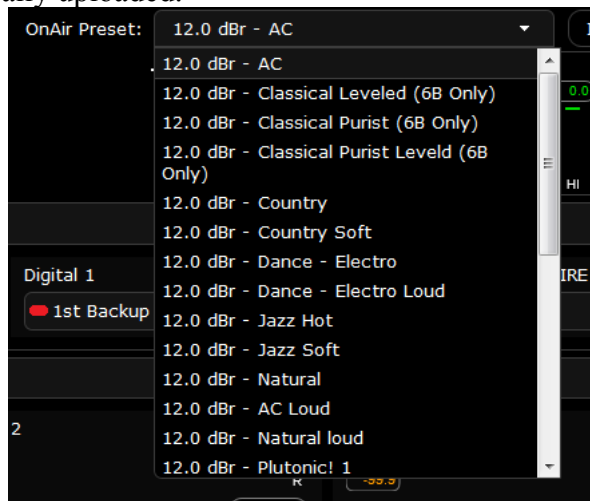 ally uploaded.
OnAir Preset: 12.0 dBr - AC
12.0 dBr - AC
12.0 dBr - Classical Leveled (6B Only)
0.0
12.0 dBr - Classical Purist (6B Only)
12.0 dBr - Classical Purist Leveld (6B
Only)
HI
12.0 dBr - Country
12.0 dBr - Country Soft
12.0 dBr - Dance - Electro
Digital 1
IRE
12.0 dBr - Dance - Electro Loud
1st Backup
12.0 dBr - Jazz Hot
12.0 dBr - Jazz Soft
12.0 dBr - Natural
12.0 dBr - AC Loud
2
12.0 dBr - Natural loud
12.0 dBr - Plutonic! 1
R
-99.9